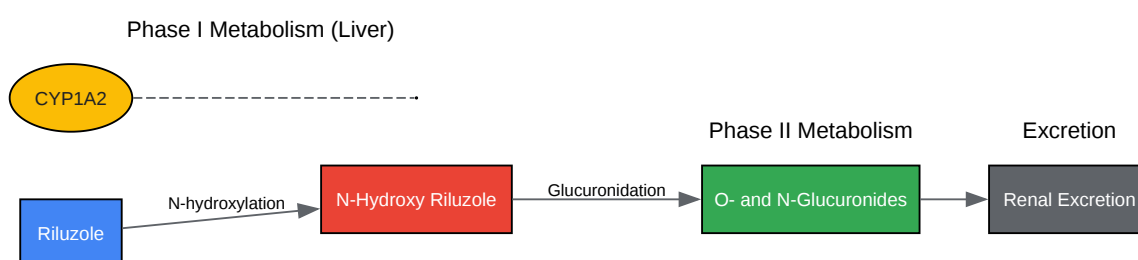 Phase I Metabolism (Liver)
CYP1A2
Phase II Metabolism
Excretion
Riluzole
N-hydroxylation
N-Hydroxy Riluzole
Glucuronidation
O- and N-Glucuronides
Renal Excretion